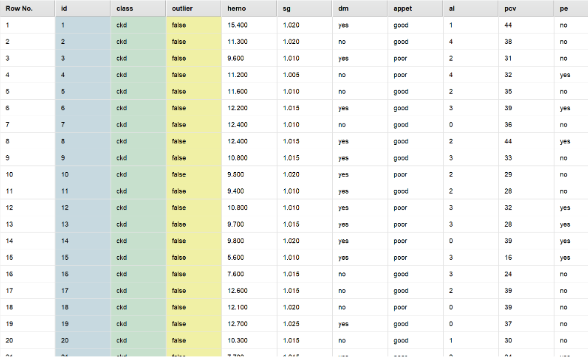 Row No. id class outlier hemo sg dm appet al pcv pe
1 1 ckd false 15.400 1.020 yes good 1 44 no
2 2 ckd false 11.300 1.020 no good 4 38 no
3 3 ckd false 9.600 1.010 yes poor 2 31 no
4 4 ckd false 11.200 1.005 no poor 4 32 yes
5 5 ckd false 11.600 1.010 no good 2 35 no
6 6 ckd false 12.200 1.015 yes good 3 39 yes
7 7 ckd false 12.400 1.010 no good 0 36 no
8 8 ckd false 12.400 1.015 yes good 2 44 yes
9 9 ckd false 10.800 1.015 yes good 3 33 no
10 10 ckd false 9.500 1.020 yes poor 2 29 no
11 11 ckd false 9.400 1.010 yes good 2 28 no
12 12 ckd false 10.800 1.010 yes poor 3 32 yes
13 13 ckd false 9.700 1.015 yes poor 3 28 yes
14 14 ckd false 9.800 1.020 yes poor 0 39 yes
15 15 ckd false 5.600 1.010 yes poor 3 16 yes
16 16 ckd false 7.600 1.015 no good 3 24 no
17 17 ckd false 12.600 1.015 no good 2 39 no
18 18 ckd false 12.100 1.020 no poor 0 39 no
19 19 ckd false 12.700 1.025 yes good 0 37 no
20 20 ckd false 10.300 1.015 no good 1 30 no